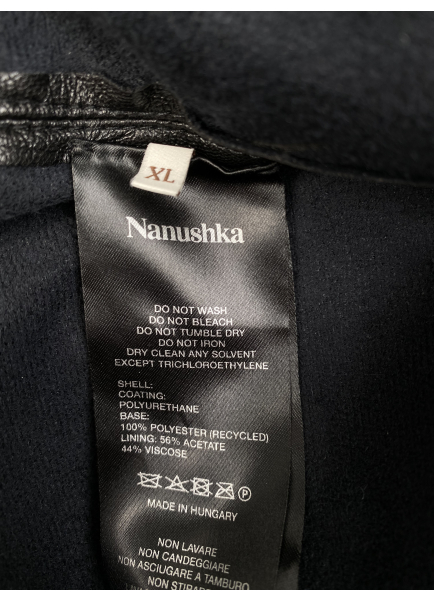 XL
Nanushka
DO NOT WASH
DO NOT BLEACH
DO NOT TUMBLE DRY
DO NOT IRON
DRY CLEAN ANY SOLVENT
EXCEPT TRICHLOROETHYLENE
SHELL:
COATING:
POLYURETHANE
BASE:
100% POLYESTER (RECYCLED)
LINING: 56% ACETATE
44% VISCOSE
P
MADE IN HUNGARY
NON LAVARE
NON CANDEGGIARE
NON ASCIUGARE A TAMBURO
NON STIRARE